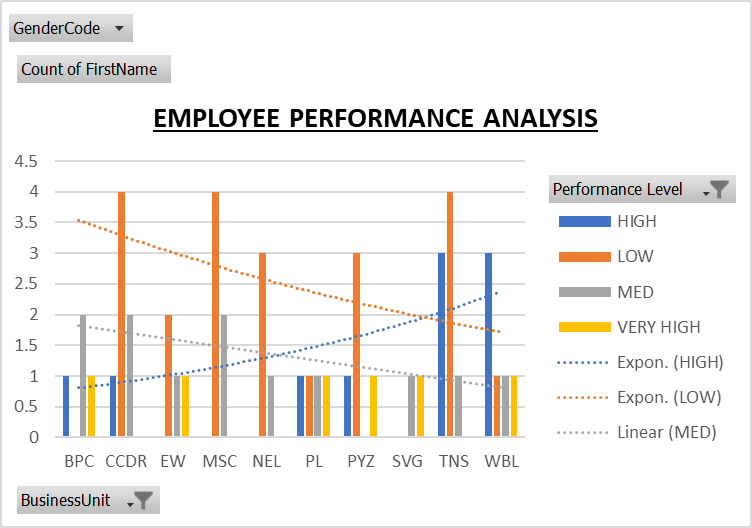 GenderCode
Count of FirstName
EMPLOYEE PERFORMANCE ANALYSIS
4.5
4
3.5
3
2.5
2
1.5
1
0.5
0
BPC CCDR EW MSC NEL PL PYZ SVG TNS WBL
Performance Level
HIGH
LOW
MED
VERY HIGH
Expon. (HIGH)
Expon. (LOW)
Linear (MED)
BusinessUnit